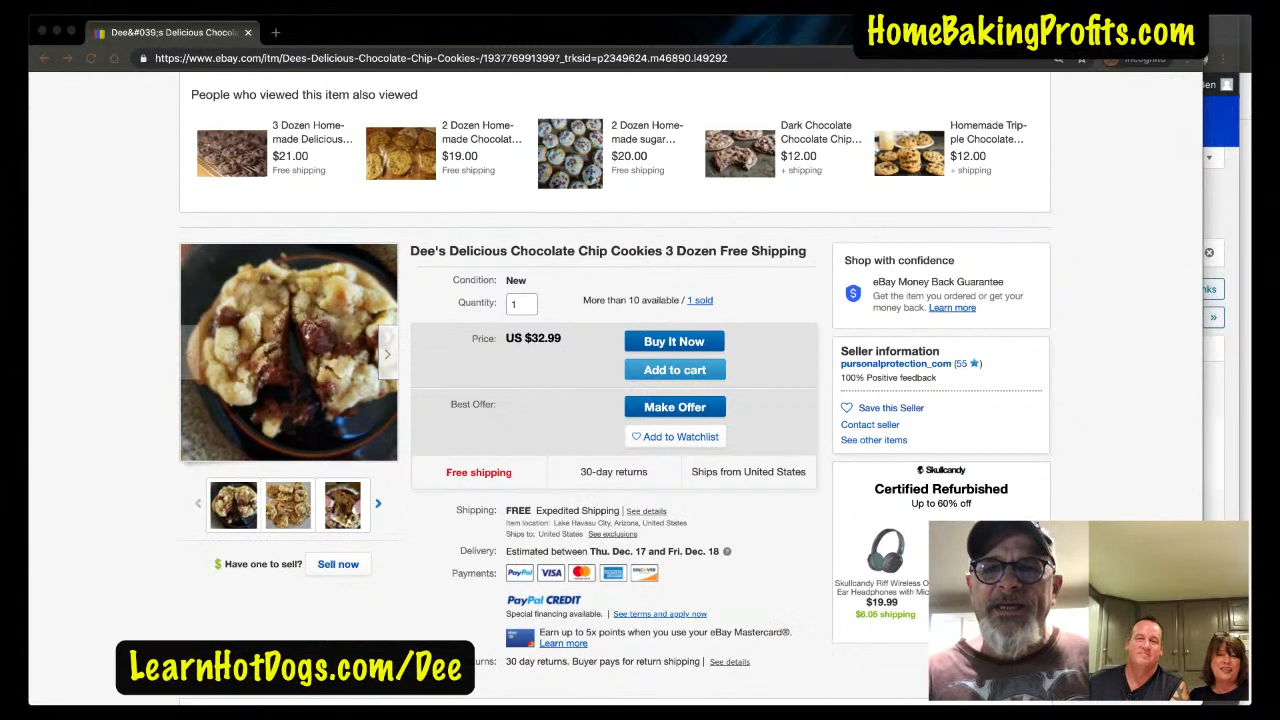 HomeBakingProfits.com
Dee&#039;s Delicious Chocola
https://www.ebay.com/itm/Dees-Delicious-Chocolate-Chip-Cookies-/193776991399?_trksid=p2349624.m46890.l49292
Incognito
People who viewed this item also viewed
3 Dozen Home-
made Delicious...
$21.00
Free shipping
2 Dozen Home-
made Chocolat...
$19.00
Free shipping
2 Dozen Home-
made sugar...
$20.00
Free shipping
Dark Chocolate
Chocolate Chip...
$12.00
+ shipping
Homemade Trip-
ple Chocolate...
$12.00
+ shipping
Dee's Delicious Chocolate Chip Cookies 3 Dozen Free Shipping
Condition: New
Quantity: 1 More than 10 available / 1 sold
Price: US $32.99
Buy It Now
Add to cart
Best Offer:
Make Offer
Add to Watchlist
Free shipping 30-day returns Ships from United States
Shipping: FREE Expedited Shipping | See details
Item location: Lake Havasu City, Arizona, United States
Ships to: United States See exclusions
Delivery: Estimated between Thu. Dec. 17 and Fri. Dec. 18
Payments: PayPal VISA
PayPal CREDIT
Special financing available. | See terms and apply now
Earn up to 5x points when you use your eBay Mastercard®.
Learn more
urns: 30 day returns. Buyer pays for return shipping | See details
$ Have one to sell? Sell now
Shop with confidence
eBay Money Back Guarantee
Get the item you ordered or get your
money back. Learn more
Seller information
pursonalprotection_com (55 )
100% Positive feedback
Save this Seller
Contact seller
See other items
Skullcandy
Certified Refurbished
Up to 60% off
Skullcandy Riff Wireless O
Ear Headphones with Mic
$19.99
$6.05 shipping
LearnHotDogs.com/Dee